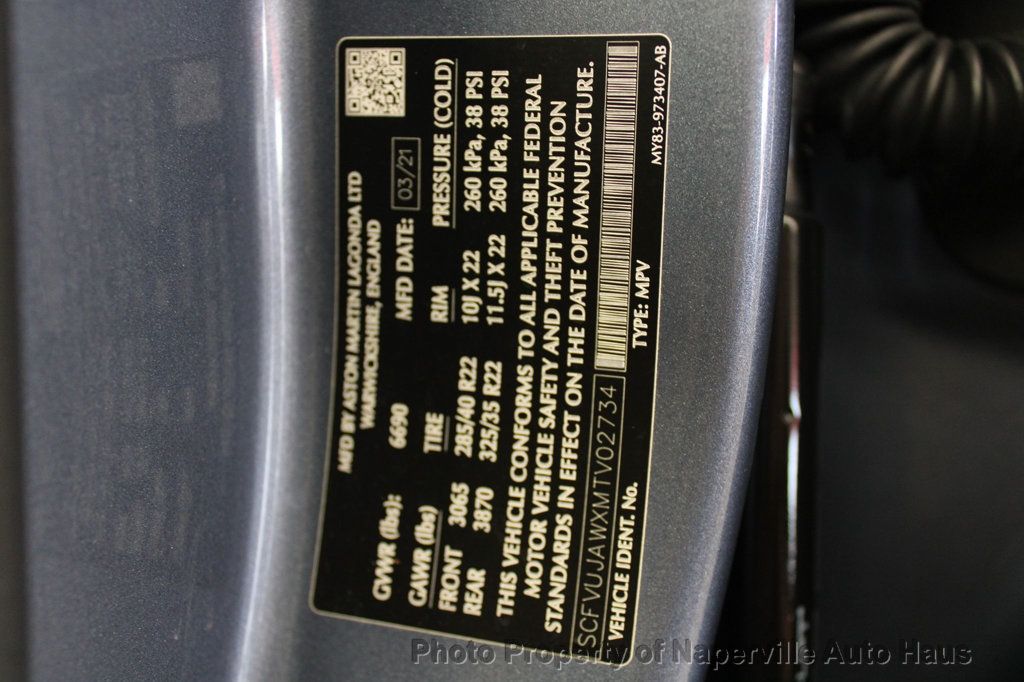 MFD BY ASTON MARTIN LAGONDA LTD
WARWICKSHIRE, ENGLAND
GVWR (lbs): 6690 MFD DATE: 03/21
GAWR (lbs) TIRE RIM PRESSURE (COLD)
FRONT 3065 285/40 R22 10J X 22 260 kPa, 38 PSI
REAR 3870 325/35 R22 11.5J X 22 260 kPa, 38 PSI
THIS VEHICLE CONFORMS TO ALL APPLICABLE FEDERAL
MOTOR VEHICLE SAFETY AND THEFT PREVENTION
STANDARDS IN EFFECT ON THE DATE OF MANUFACTURE.
SCFVUJAWXMTV02734
VEHICLE IDENT. No. TYPE: MPV
MY83-973407-AB
Photo Property of Naperville Auto Haus